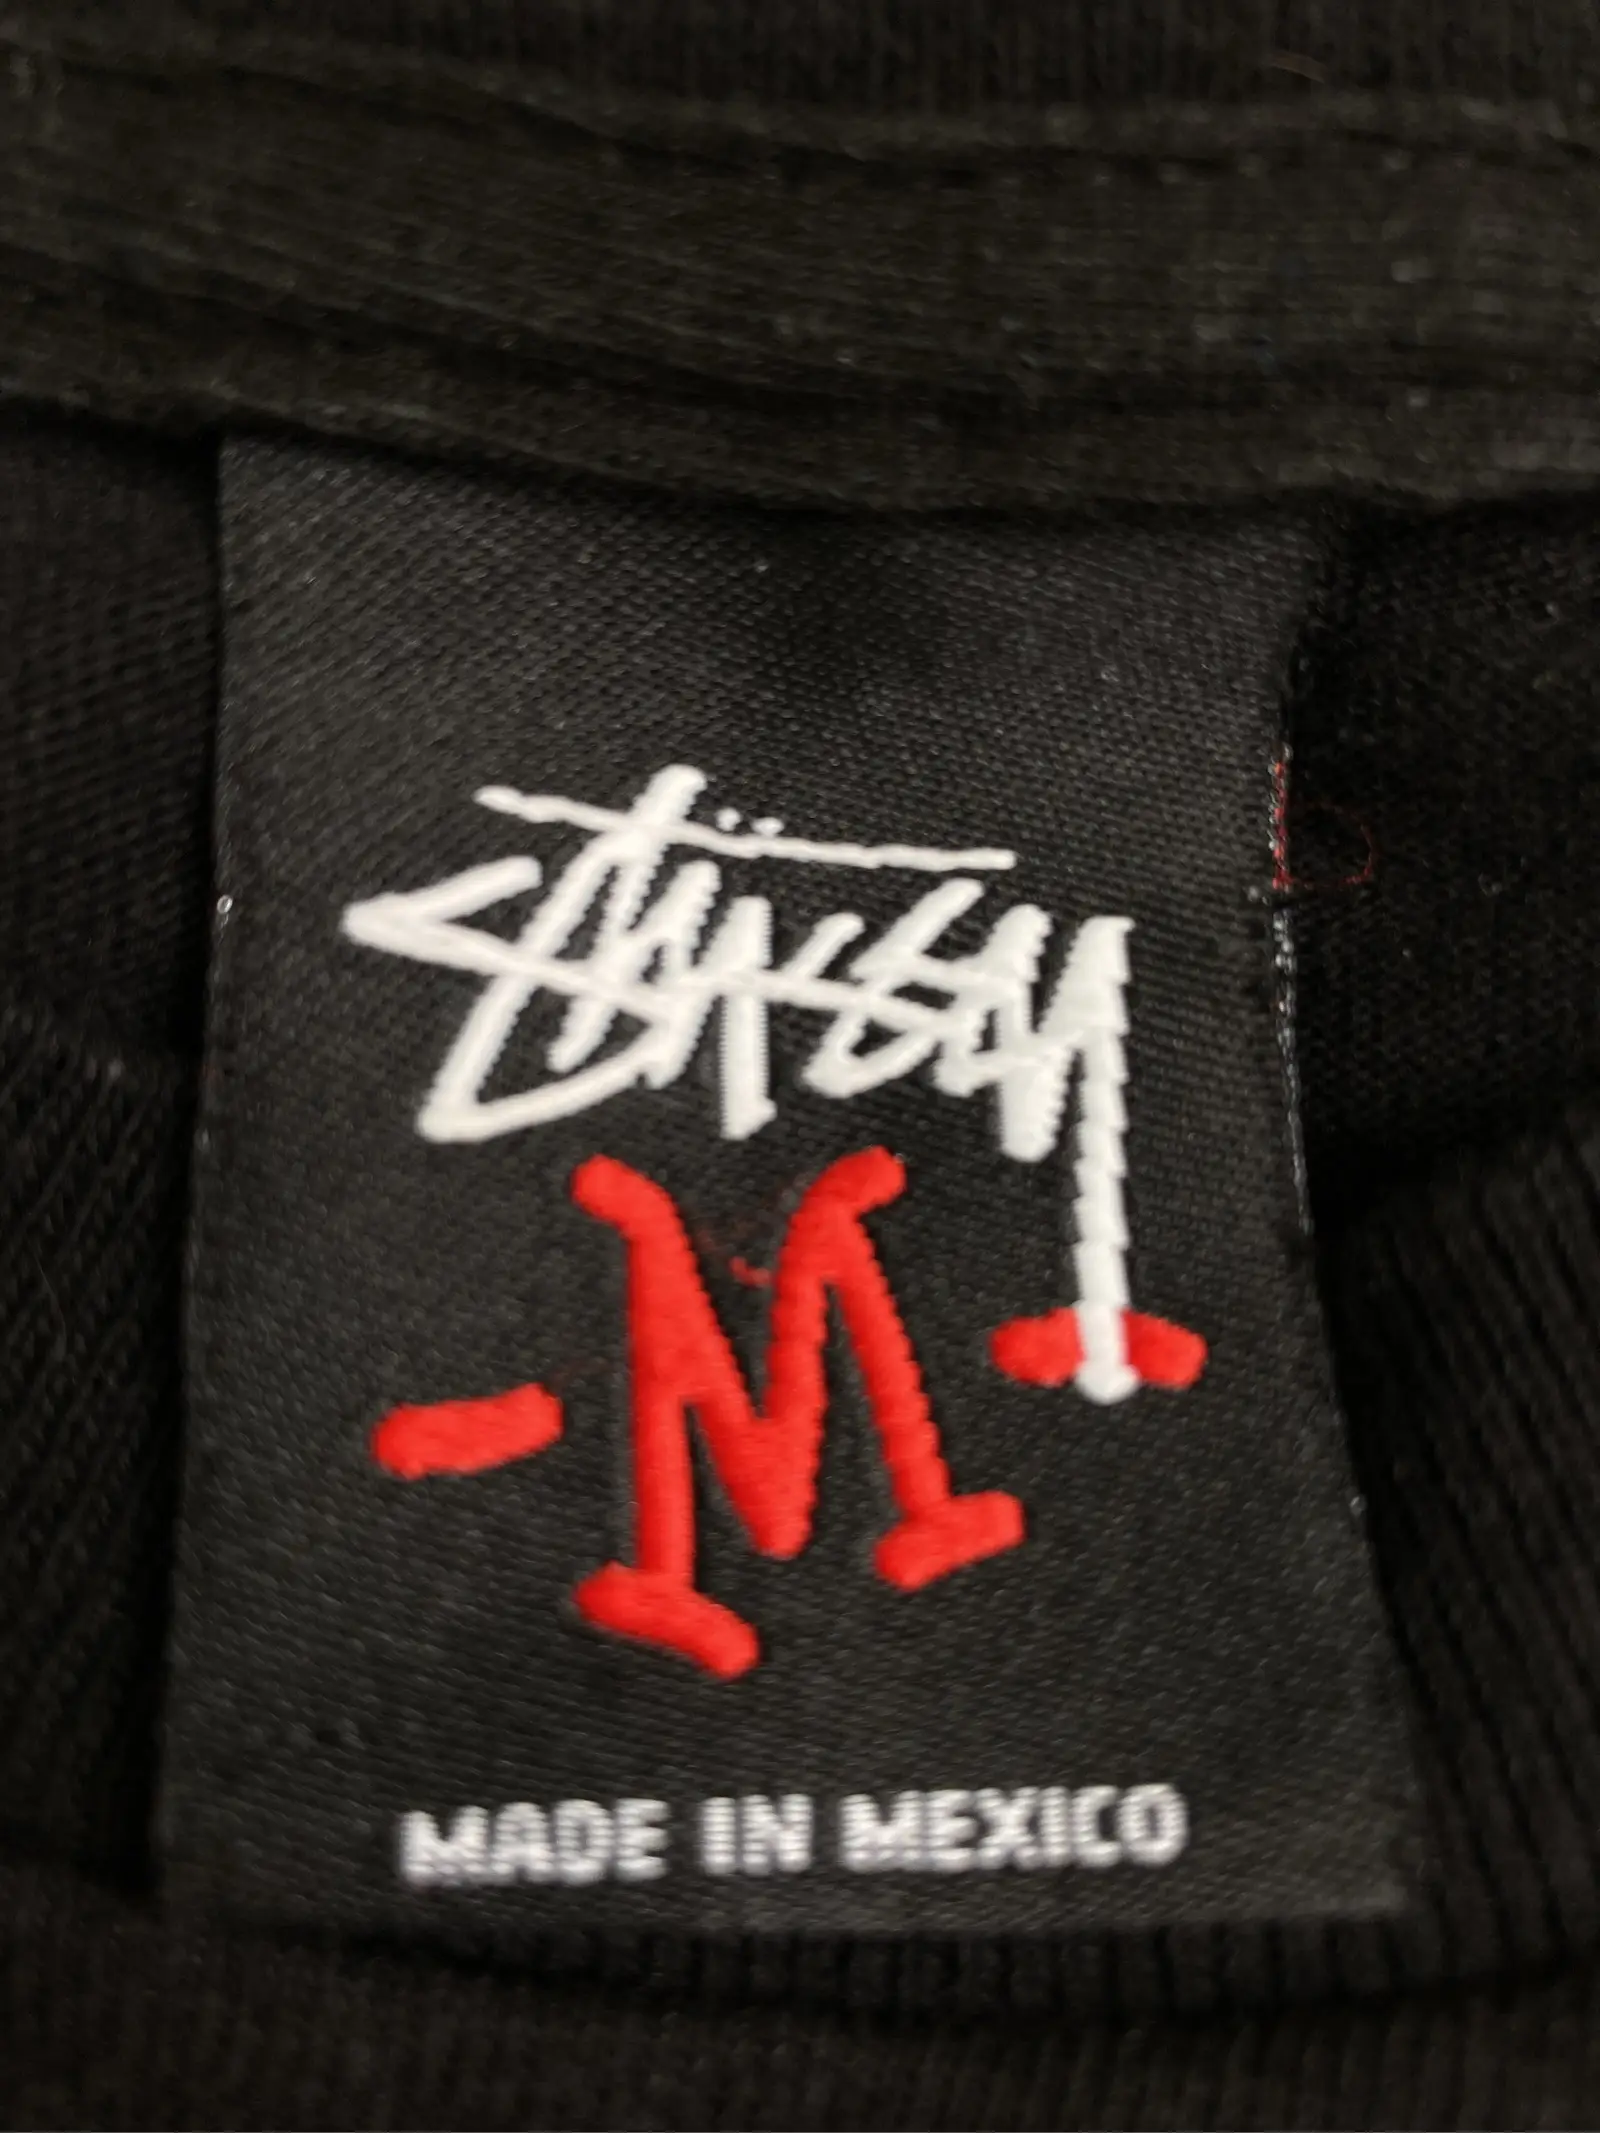 Stüssy
- M -
MADE IN MEXICO